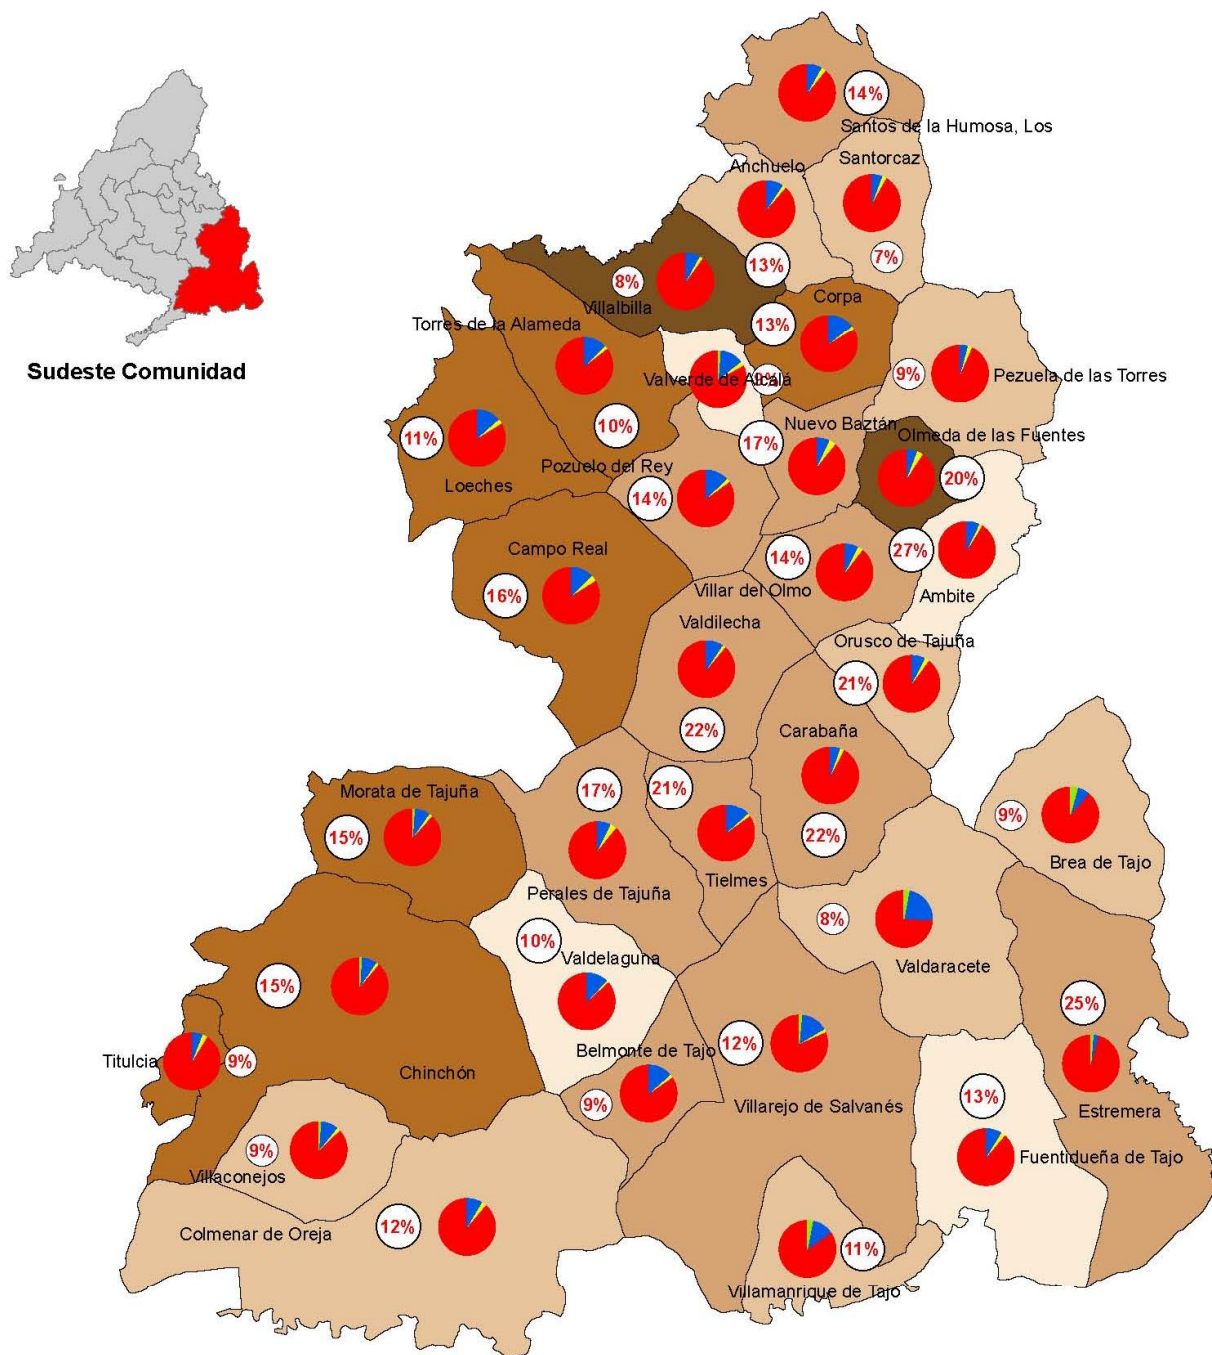 14%
Santos de la Humosa, Los
Anchuelo
Santorcaz
13%
7%
8%
Villalbilla
Corpa
13%
Torres de la Alameda
Valverde de Alcalá
9%
9%
Pezuela de las Torres
Sudeste Comunidad
11%
10%
17%
Nuevo Baztán
Olmeda de las Fuentes
Loeches
Pozuelo del Rey
20%
14%
Campo Real
14%
27%
16%
Villar del Olmo
Ambite
Valdilecha
Orusco de Tajuña
21%
22%
Carabaña
Morata de Tajuña
17%
21%
15%
22%
9%
Perales de Tajuña
Tielmes
Brea de Tajo
8%
10%
Valdelaguna
Valdaracete
15%
25%
Titulcia
9%
Chinchón
Belmonte de Tajo
12%
9%
Villarejo de Salvanés
13%
Estremera
9%
Villaconejos
Fuentidueña de Tajo
Colmenar de Oreja
12%
11%
Villamanrique de Tajo